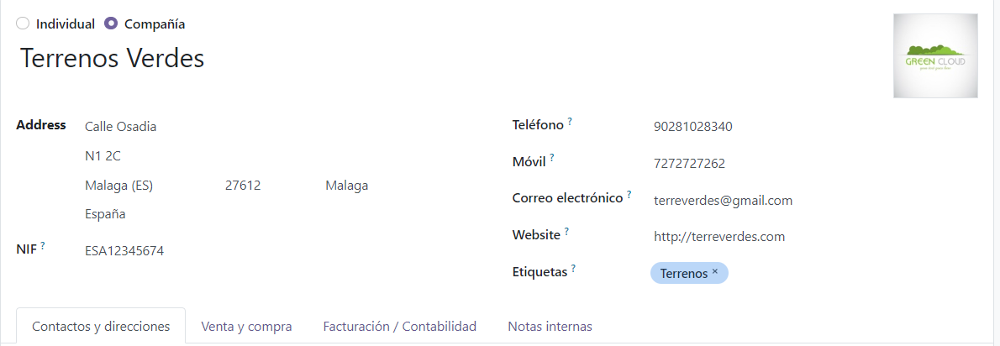 Individual Compañía
Terrenos Verdes
GREEN CLOUD
Address
Calle Osadia
N1 2C
Malaga (ES) 27612 Malaga
España
NIF ? ESA12345674
Teléfono ? 90281028340
Móvil ? 7272727262
Correo electrónico ? terreverdes@gmail.com
Website ? http://terreverdes.com
Etiquetas ? Terrenos ×
Contactos y direcciones Venta y compra Facturación / Contabilidad Notas internas